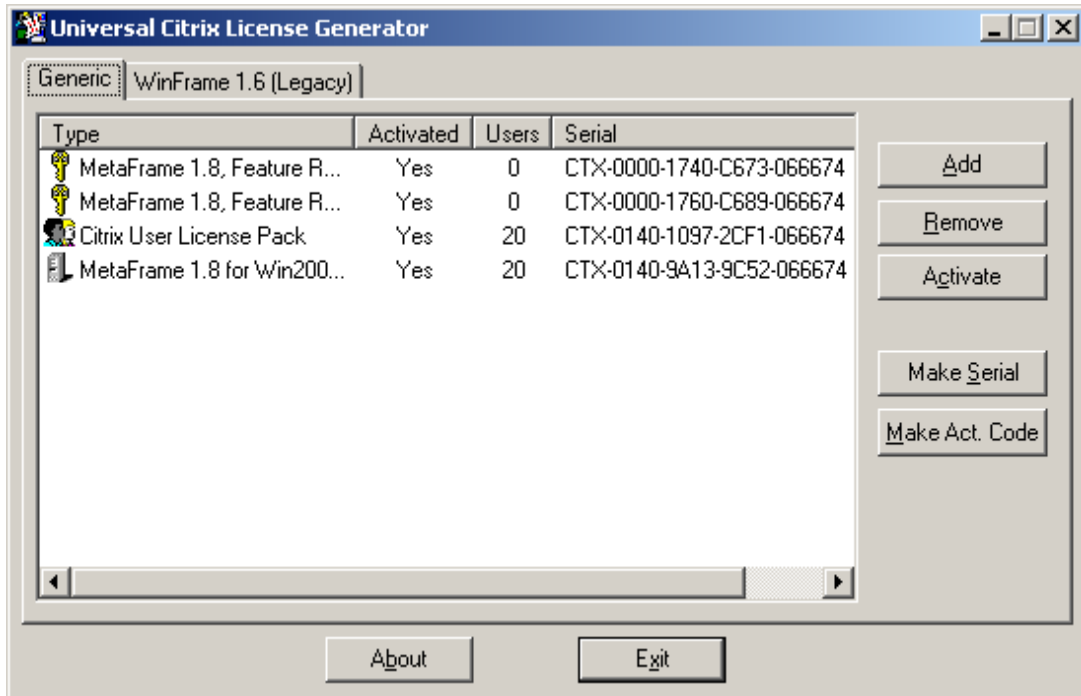 Universal Citrix License Generator
Generic WinFrame 1.6 (Legacy)
Type Activated Users Serial
MetaFrame 1.8, Feature R... Yes 0 CTX-0000-1740-C673-066674
MetaFrame 1.8, Feature R... Yes 0 CTX-0000-1760-C689-066674
Citrix User License Pack Yes 20 CTX-0140-1097-2CF1-066674
MetaFrame 1.8 for Win200... Yes 20 CTX-0140-9A13-9C52-066674
Add
Remove
Activate
Make Serial
Make Act. Code
About Exit